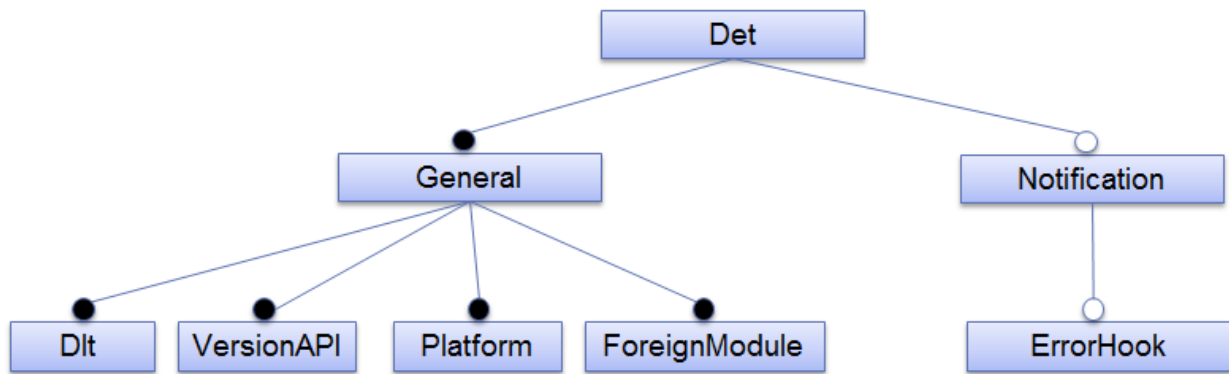 Det
General
Notification
Dlt
VersionAPI
Platform
ForeignModule
ErrorHook